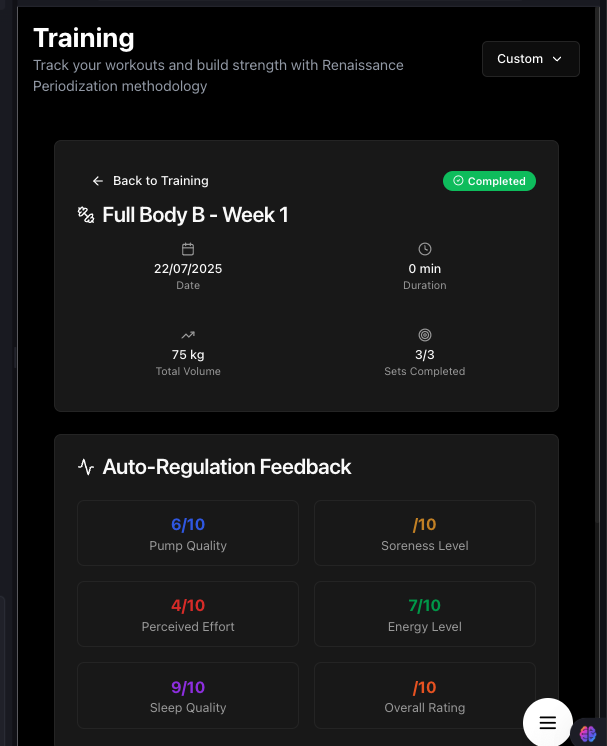 Training
Track your workouts and build strength with Renaissance
Periodization methodology
Custom
Back to Training
Completed
Full Body B - Week 1
22/07/2025
Date
0 min
Duration
75 kg
Total Volume
3/3
Sets Completed
Auto-Regulation Feedback
6/10
Pump Quality
/10
Soreness Level
4/10
Perceived Effort
7/10
Energy Level
9/10
Sleep Quality
/10
Overall Rating